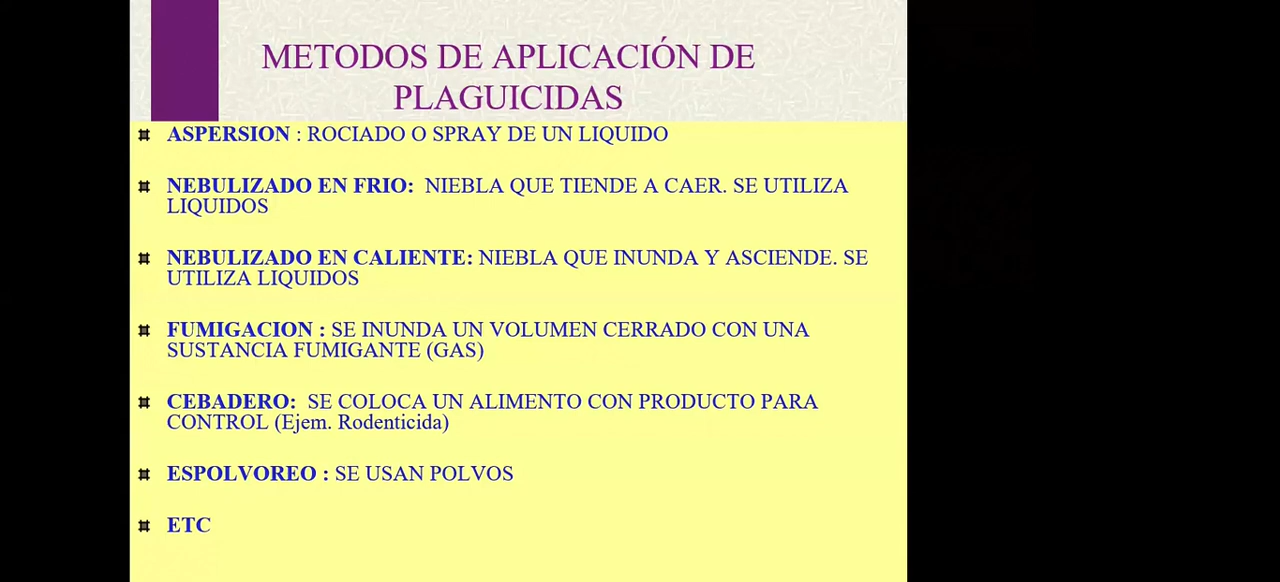 METODOS DE APLICACIÓN DE
PLAGUICIDAS
ASPERSION : ROCIADO O SPRAY DE UN LIQUIDO
NEBULIZADO EN FRIO: NIEBLA QUE TIENDE A CAER. SE UTILIZA
LIQUIDOS
NEBULIZADO EN CALIENTE: NIEBLA QUE INUNDA Y ASCIENDE. SE
UTILIZA LIQUIDOS
FUMIGACION : SE INUNDA UN VOLUMEN CERRADO CON UNA
SUSTANCIA FUMIGANTE (GAS)
CEBADERO: SE COLOCA UN ALIMENTO CON PRODUCTO PARA
CONTROL (Ejem. Rodenticida)
ESPOLVOREO : SE USAN POLVOS
ETC